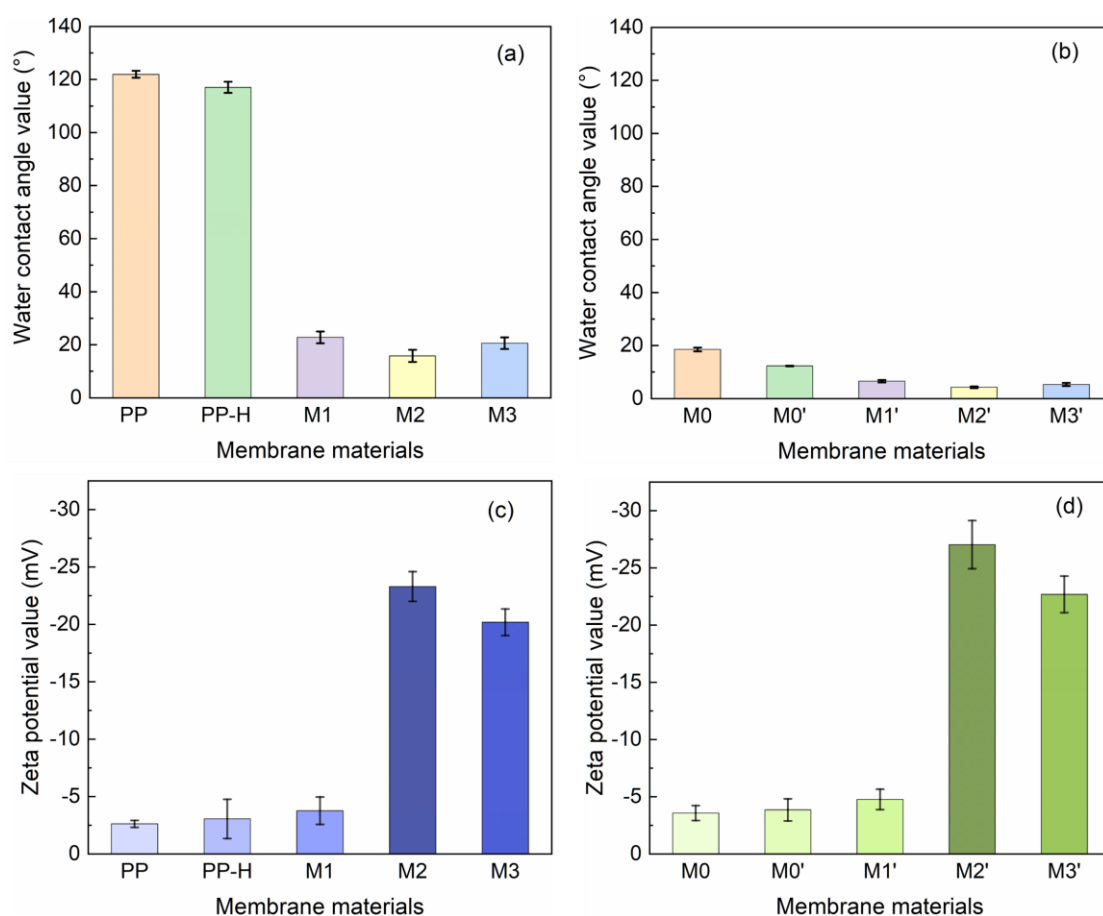 Water contact angle value (°)
140
120
100
80
60
40
20
0
(a)
PP PP-H M1 M2 M3
Membrane materials
Water contact angle value (°)
140
120
100
80
60
40
20
0
(b)
M0 M0' M1' M2' M3'
Membrane materials
Zeta potential value (mV)
-30
-25
-20
-15
-10
-5
0
(c)
PP PP-H M1 M2 M3
Membrane materials
Zeta potential value (mV)
-30
-25
-20
-15
-10
-5
0
(d)
M0 M0' M1' M2' M3'
Membrane materials